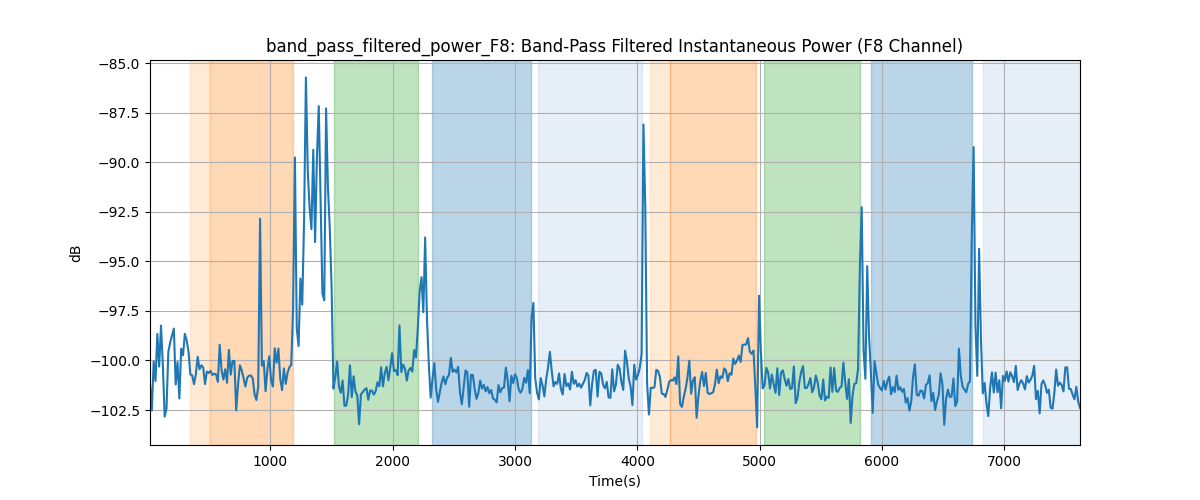 band_pass_filtered_power_F8: Band-Pass Filtered Instantaneous Power (F8 Channel)
−85.0
−87.5
−90.0
−92.5
−95.0
−97.5
−100.0
−102.5
dB
1000 2000 3000 4000 5000 6000 7000
Time(s)